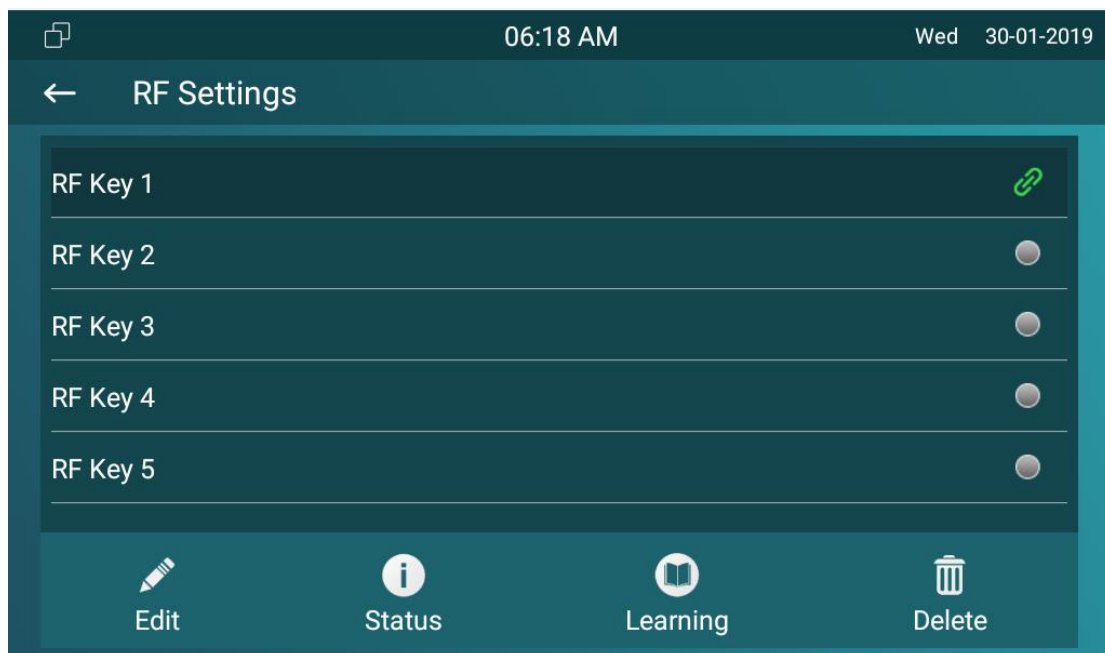 06:18 AM Wed 30-01-2019
RF Settings
RF Key 1
RF Key 2
RF Key 3
RF Key 4
RF Key 5
Edit Status Learning Delete